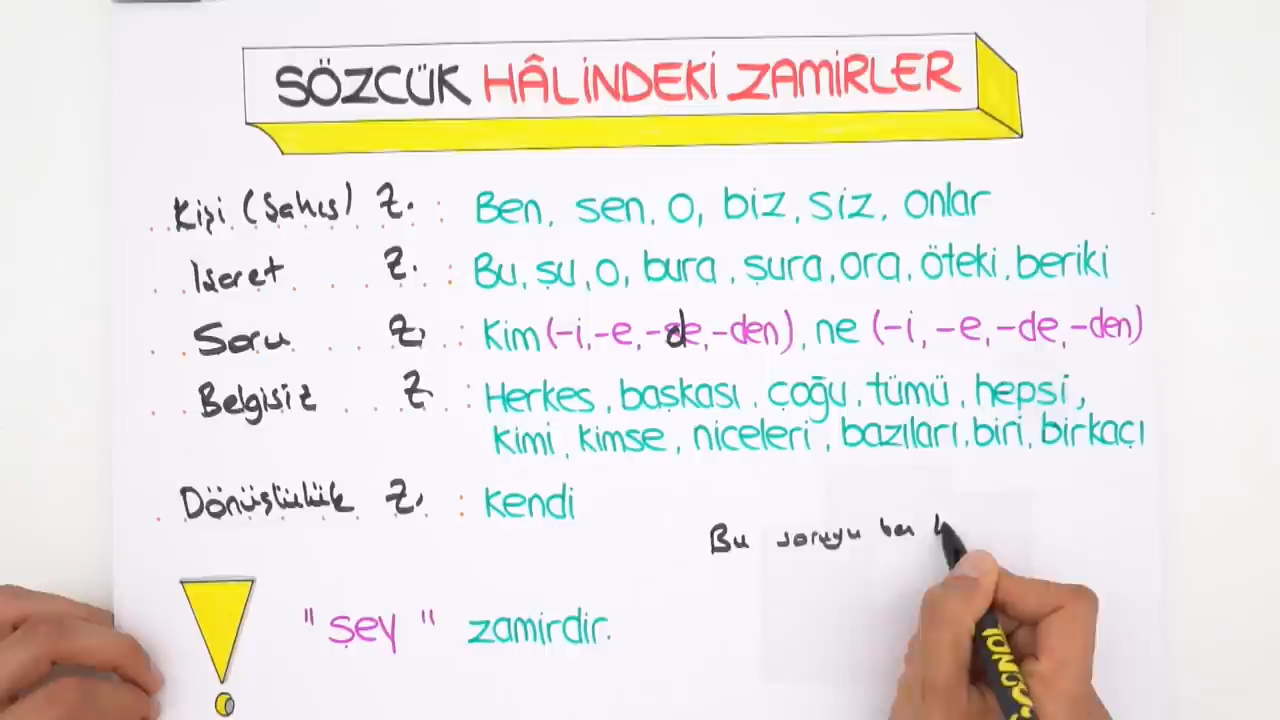 SÖZCÜK HÂLİNDEKİ ZAMİRLER
Kişi (Şahıs) Z. : Ben, sen, o, biz, siz, onlar
İşaret Z. : Bu, şu, o, bura, şura, ora, öteki, beriki
Soru Z. : Kim (-i, -e, -de, -den), ne (-i, -e, -de, -den)
Belgisiz Z : Herkes, başkası, çoğu, tümü, hepsi,
kimi, kimse, niceleri, bazıları, biri, birkaçı
Dönüşlülük Z. : Kendi
Bu soruyu ben
! "şey" zamirdir.